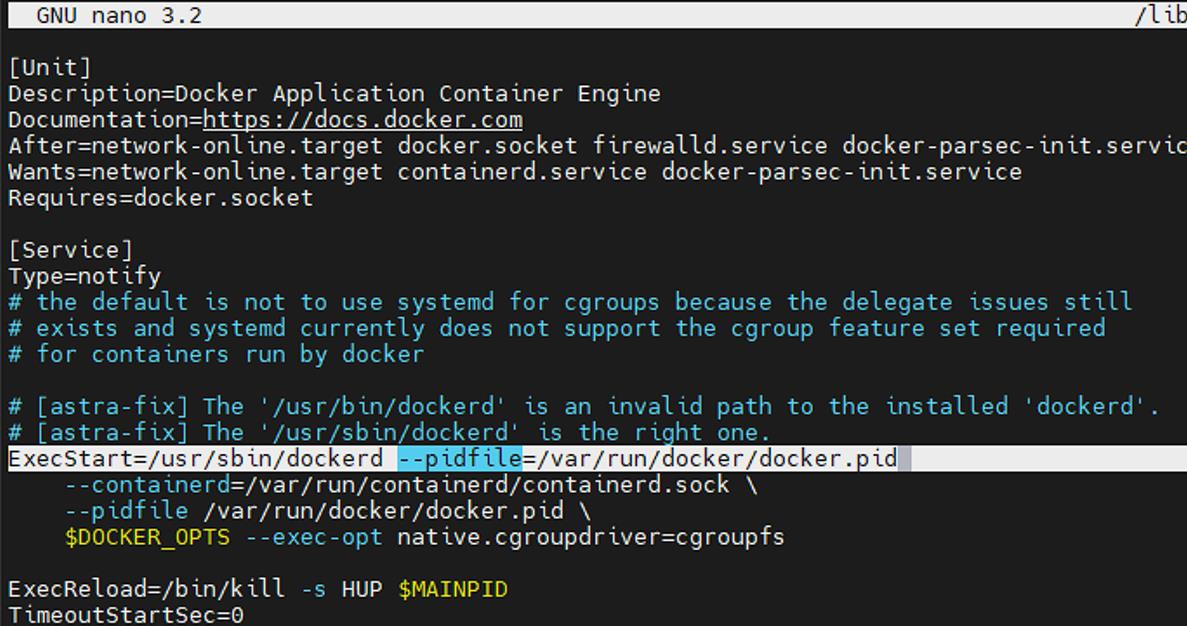 GNU nano 3.2 /lib
[Unit]
Description=Docker Application Container Engine
Documentation=https://docs.docker.com
After=network-online.target docker.socket firewalld.service docker-parsec-init.servic
Wants=network-online.target containerd.service docker-parsec-init.service
Requires=docker.socket
[Service]
Type=notify
# the default is not to use systemd for cgroups because the delegate issues still
# exists and systemd currently does not support the cgroup feature set required
# for containers run by docker
# [astra-fix] The '/usr/bin/dockerd' is an invalid path to the installed 'dockerd'.
# [astra-fix] The '/usr/sbin/dockerd' is the right one.
ExecStart=/usr/sbin/dockerd --pidfile=/var/run/docker/docker.pid
--containerd=/var/run/containerd/containerd.sock \
--pidfile /var/run/docker/docker.pid \
$DOCKER_OPTS --exec-opt native.cgroupdriver=cgroupfs
ExecReload=/bin/kill -s HUP $MAINPID
TimeoutStartSec=0